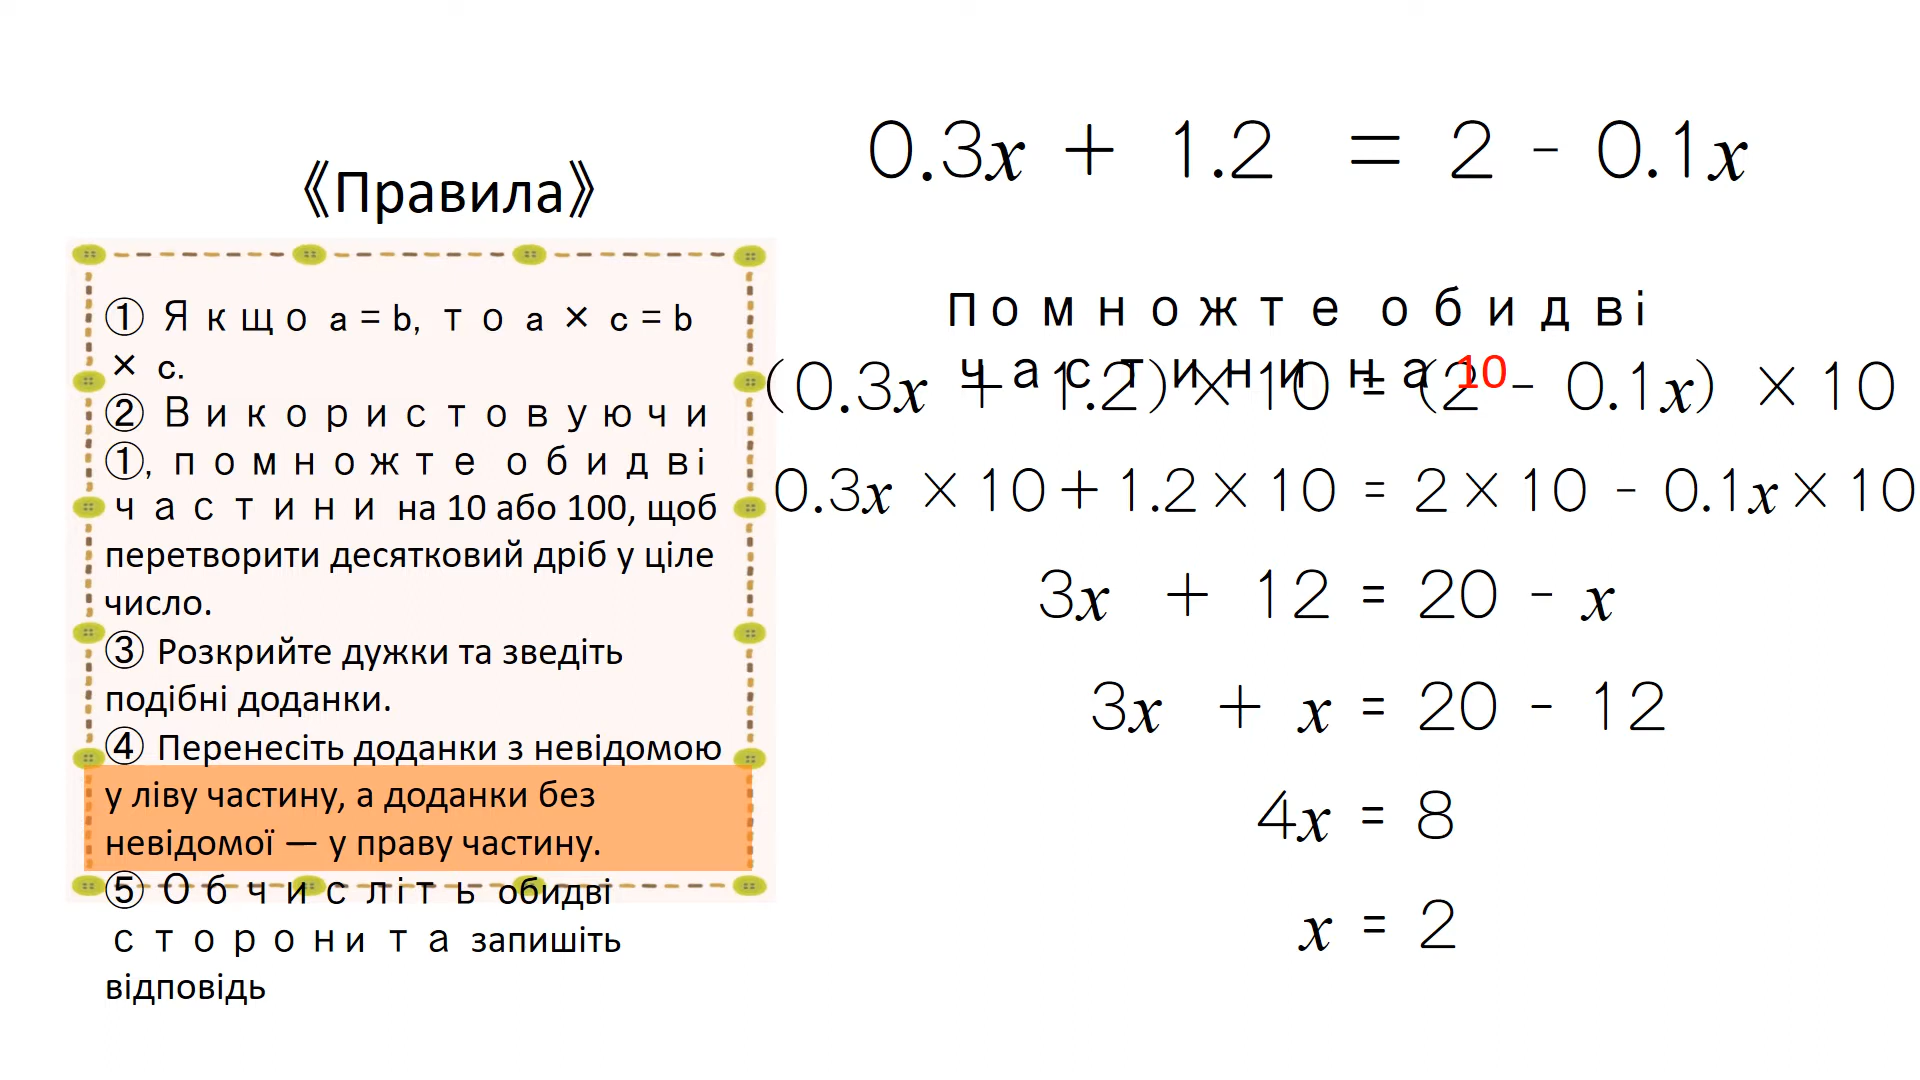 《Правила》
① Якщо a = b, то a × c = b
× c.
② Використовуючи
①, помножте обидві
частини на 10 або 100, щоб
перетворити десятковий дріб у ціле
число.
③ Розкрийте дужки та зведіть
подібні доданки.
④ Перенесіть доданки з невідомою
у ліву частину, а доданки без
невідомої — у праву частину.
⑤ Обчисліть обидві
сторони та запишіть
відповідь
0.3x + 1.2 = 2 - 0.1x
Помножте обидві
частини на 10
(0.3x + 1.2)×10 = (2 - 0.1x) ×10
0.3x ×10+1.2×10 = 2×10 - 0.1x×10
3x + 12 = 20 - x
3x + x = 20 - 12
4x = 8
x = 2